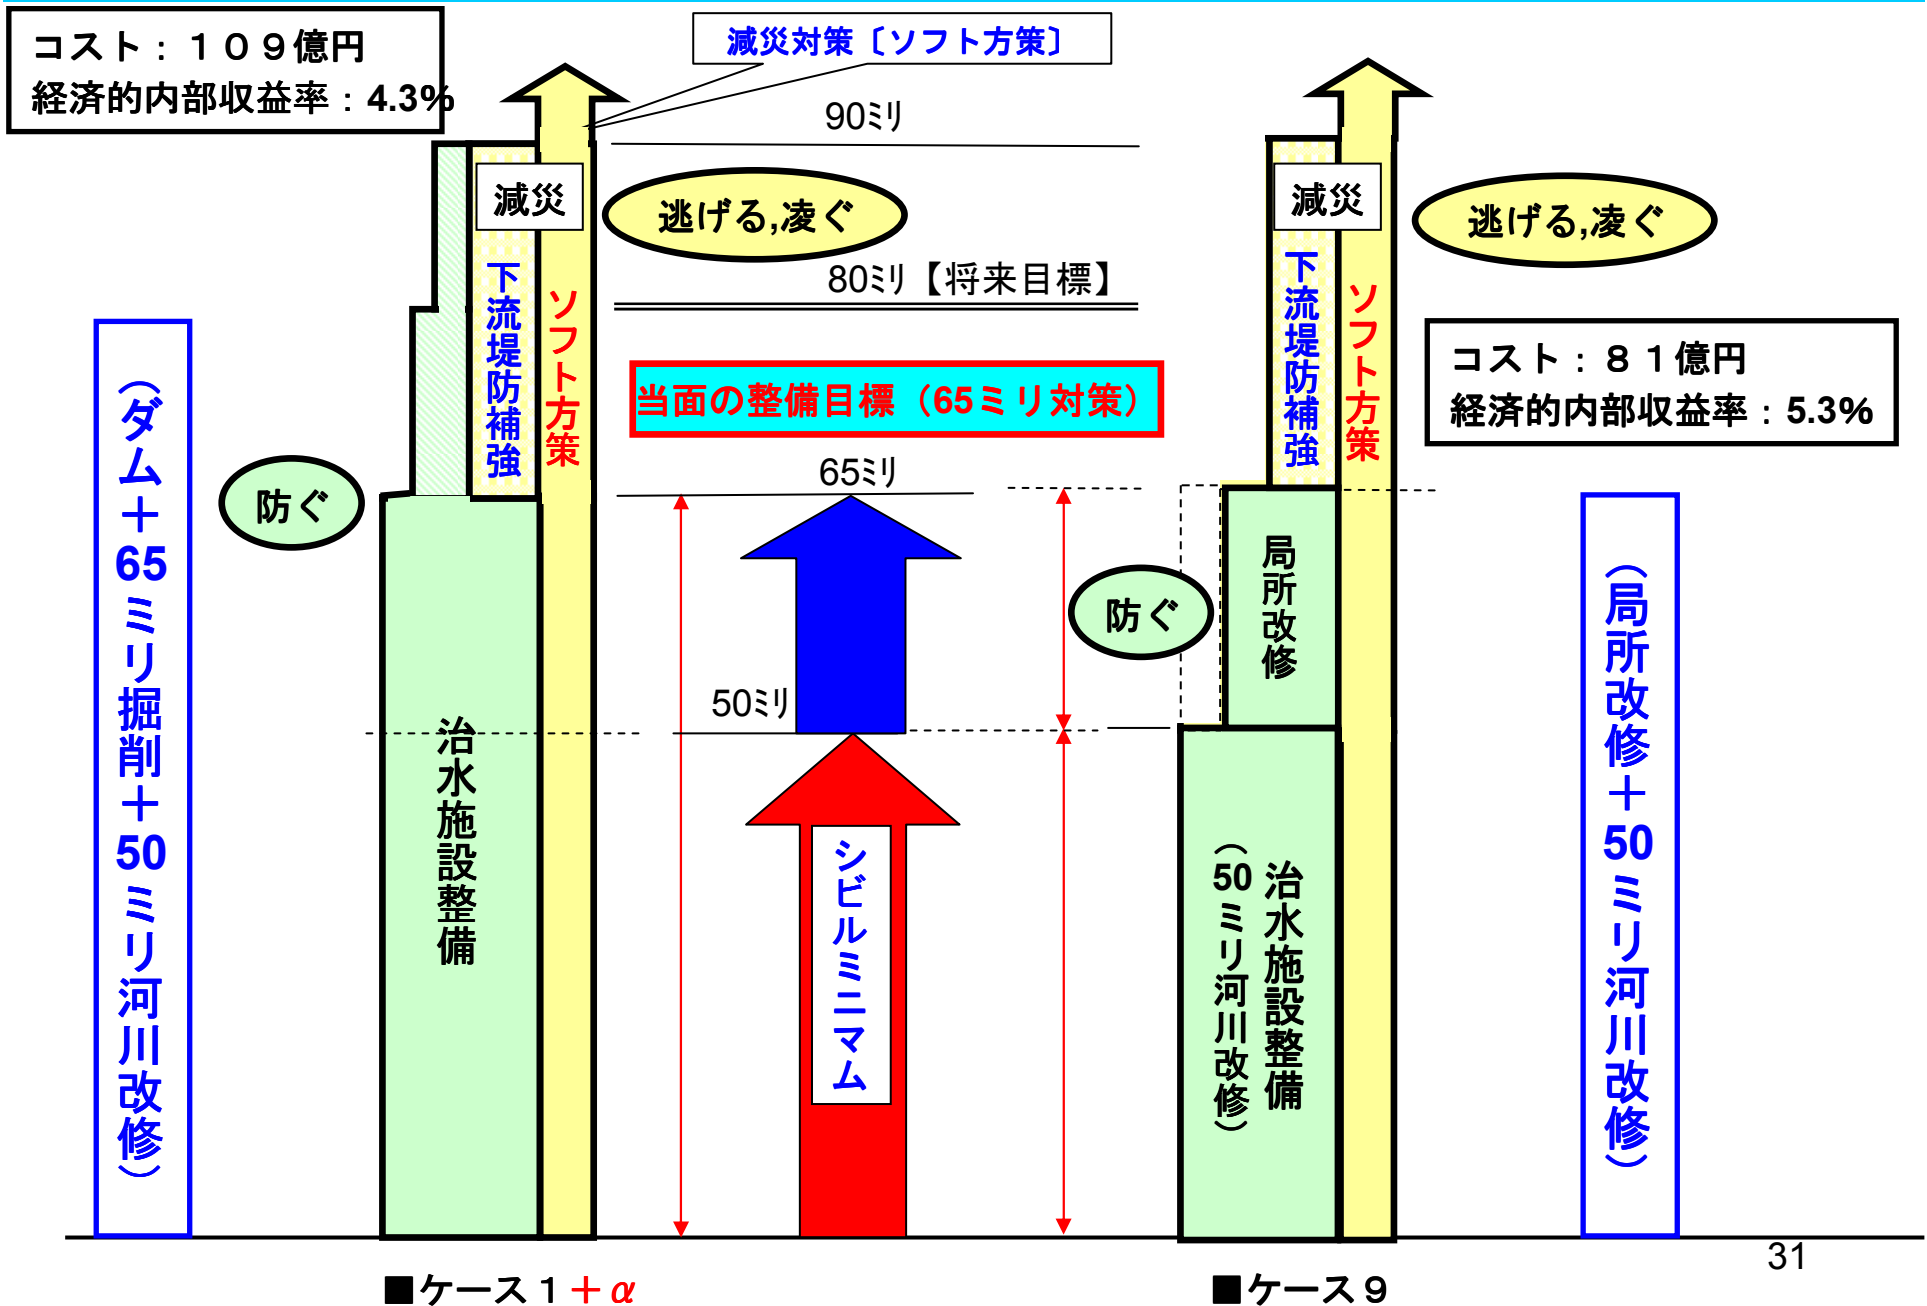 コスト：１０９億円
経済的内部収益率：4.3%
減災対策〔ソフト方策〕
90ﾐﾘ
減災
逃げる,凌ぐ
80ﾐﾘ【将来目標】
下流堤防補強
ソフト方策
当面の整備目標（65ミリ対策）
（ダム＋65ミリ掘削＋50ミリ河川改修）
防ぐ
65ﾐﾘ
50ﾐﾘ
治水施設整備
シビルミニマム
減災
逃げる,凌ぐ
下流堤防補強
ソフト方策
コスト：８１億円
経済的内部収益率：5.3%
防ぐ
局所改修
治水施設整備
（50ミリ河川改修）
（局所改修＋50ミリ河川改修）
31
■ケース１＋α
■ケース９